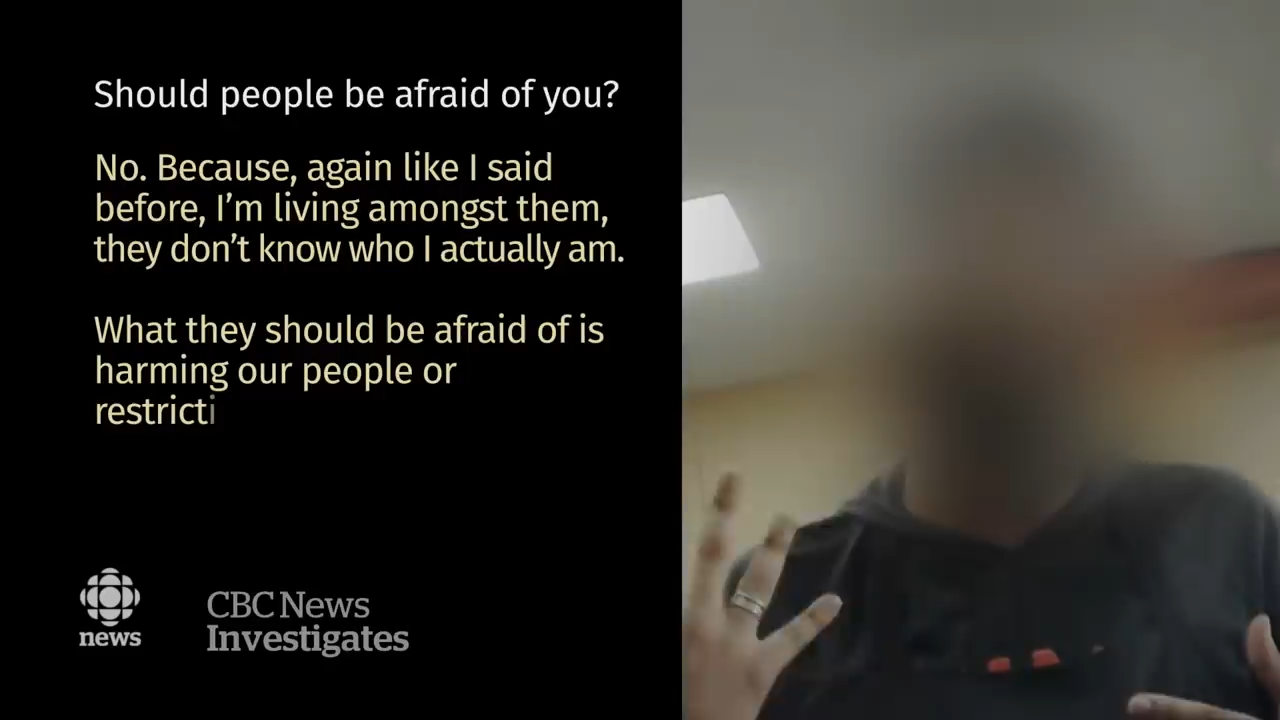 Should people be afraid of you?
No. Because, again like I said
before, I’m living amongst them,
they don’t know who I actually am.
What they should be afraid of is
harming our people or
restricti
news
CBC News
Investigates